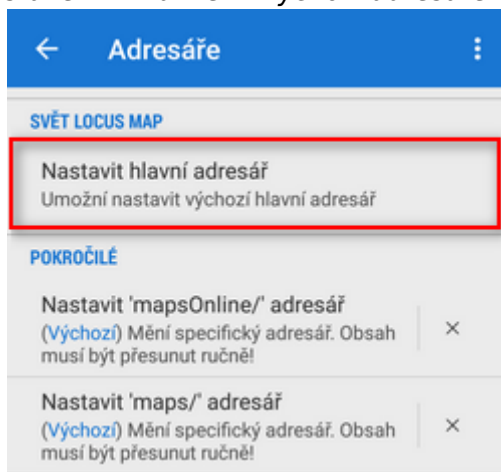 Adresáře
SVĚT LOCUS MAP
Nastavit hlavní adresář
Umožní nastavit výchozí hlavní adresář
POKROČILÉ
Nastavit 'mapsOnline/' adresář
(Výchozí) Mění specifický adresář. Obsah
musí být přesunut ručně!
Nastavit 'maps/' adresář
(Výchozí) Mění specifický adresář. Obsah
musí být přesunut ručně!